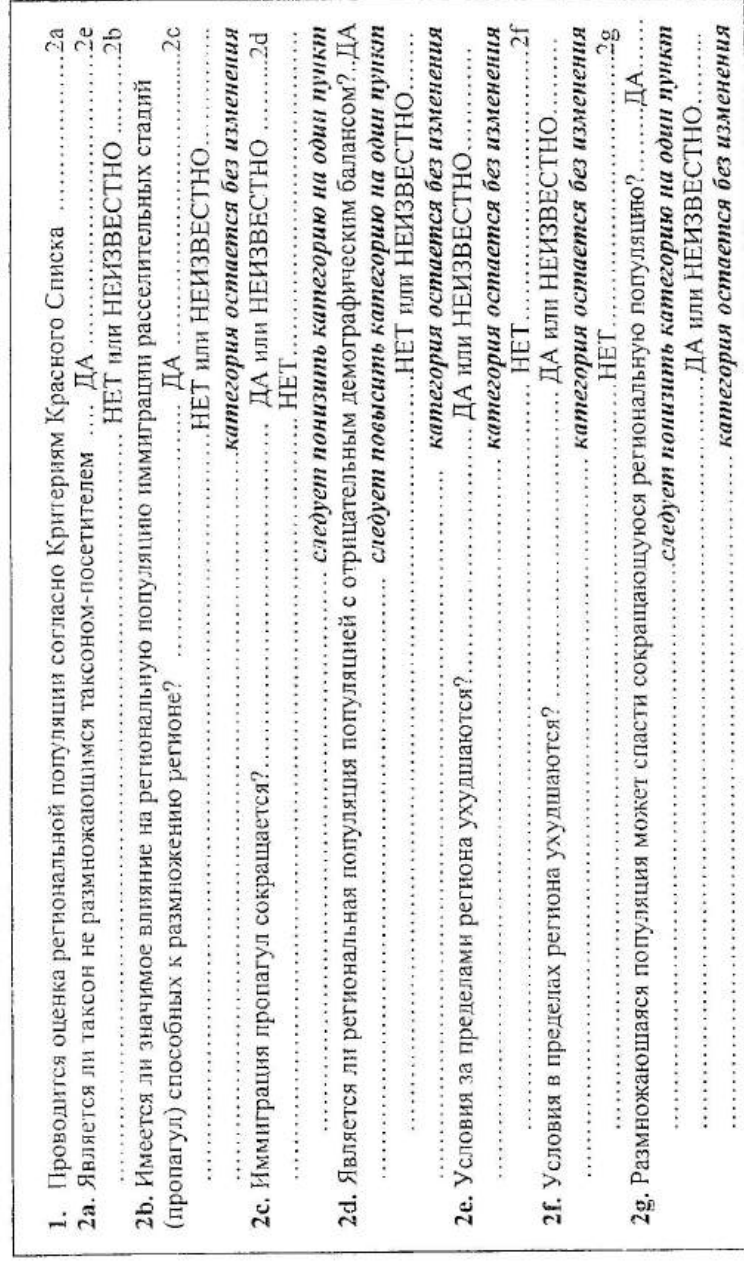 1. Проводится оценка региональной популяции согласно Критериям Красного Списка ................2a
2a. Является ли таксон не размножающимся таксоном-посетителем .... ДА ................2e
................ НЕТ или НЕИЗВЕСТНО ..........2b
2b. Имеется ли значимое влияние на региональную популяцию иммиграции расселительных стадий
(пропагул) способных к размножению регионе? ................ ДА ................2c
................НЕТ или НЕИЗВЕСТНО................
................категория остается без изменения
2c. Иммиграция пропагул сокращается?................ ДА или НЕИЗВЕСТНО .........2d
................НЕТ................
................ следует понизить категорию на один пункт
2d. Является ли региональная популяция популяцией с отрицательным демографическим балансом?..ДА
................ следует повысить категорию на один пункт
................НЕТ или НЕИЗВЕСТНО.......
................ категория остается без изменения
2e. Условия за пределами региона ухудшаются?................ДА или НЕИЗВЕСТНО..........
................категория остается без изменения
................ НЕТ................2f
2f. Условия в пределах региона ухудшаются? ................ДА или НЕИЗВЕСТНО.........
................категория остается без изменения
................НЕТ................2g
2g. Размножающаяся популяция может спасти сокращающуюся региональную популяцию?........ДА......
................следует понизить категорию на один пункт
................ДА или НЕИЗВЕСТНО.........
................ категория остается без изменения